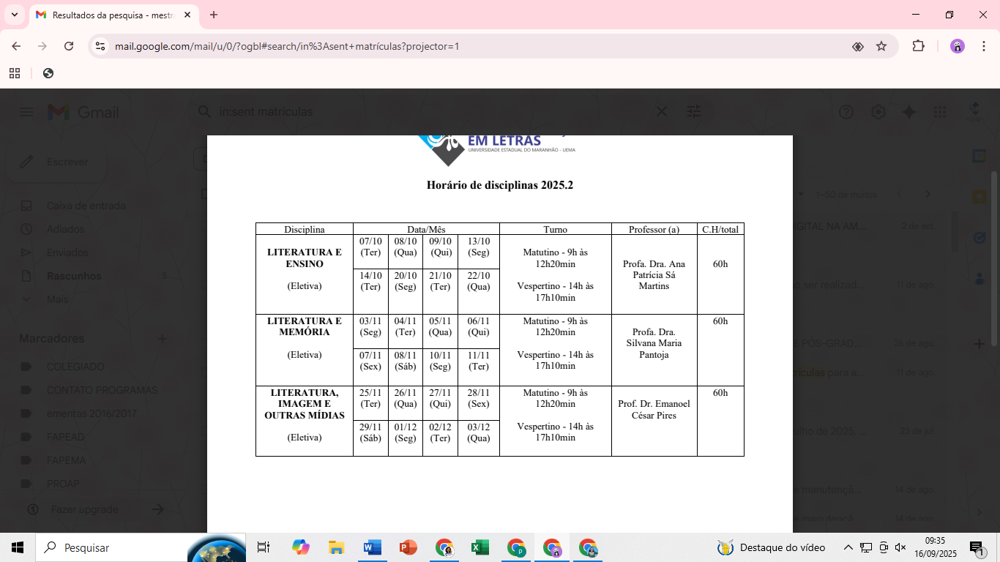 Resultados da pesquisa - mestr
mail.google.com/mail/u/0/?ogbl#search/in%3Asent+matrículas?projector=1
Gmail
in:sent matrículas
Escrever
Caixa de entrada
Adiados
Enviados
Rascunhos 5
Mais
Marcadores
COLEGIADO
CONTATO PROGRAMAS
ementas 2016/2017
FAPEAD
FAPEMA
PROAP
Fazer upgrade
1–50 de muitos
IGITAL NA AM... 2 de set.
o ser realizad... 11 de ago.
E POS-GRAD... 26 de ago.
rículas para a... 11 de ago.
ulho de 2025. ... 23 de jul.
e manutençã... 14 de ago.
e manutençã... 14 de ago.
EM LETRAS
UNIVERSIDADE ESTADUAL DO MARANHÃO - UEMA
Horário de disciplinas 2025.2
Disciplina Data/Mês Turno Professor (a) C.H/total
LITERATURA E
ENSINO
(Eletiva)
07/10 08/10 09/10 13/10
(Ter) (Qua) (Qui) (Seg)
14/10 20/10 21/10 22/10
(Ter) (Seg) (Ter) (Qua)
Matutino - 9h às
12h20min
Vespertino - 14h às
17h10min
Profa. Dra. Ana
Patrícia Sá
Martins
60h
LITERATURA E
MEMÓRIA
(Eletiva)
03/11 04/11 05/11 06/11
(Seg) (Ter) (Qua) (Qui)
07/11 08/11 10/11 11/11
(Sex) (Sáb) (Seg) (Ter)
Matutino - 9h às
12h20min
Vespertino - 14h às
17h10min
Profa. Dra.
Silvana Maria
Pantoja
60h
LITERATURA,
IMAGEM E
OUTRAS MÍDIAS
(Eletiva)
25/11 26/11 27/11 28/11
(Ter) (Qua) (Qui) (Sex)
29/11 01/12 02/12 03/12
(Sáb) (Seg) (Ter) (Qua)
Matutino - 9h às
12h20min
Vespertino - 14h às
17h10min
Prof. Dr. Emanoel
César Pires
60h
Pesquisar
Destaque do vídeo
09:35
16/09/2025
1